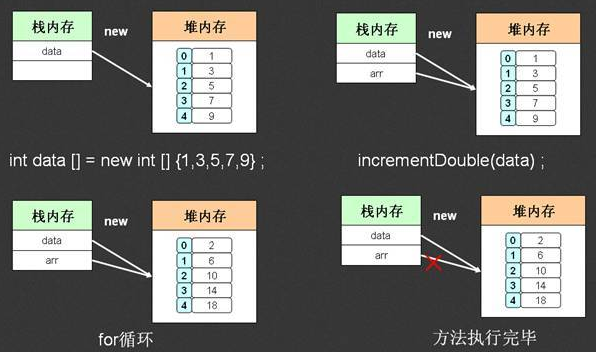 栈内存
new
堆内存
data
0 1
1 3
2 5
3 7
4 9
int data [] = new int [] {1,3,5,7,9} ;
栈内存
new
堆内存
data
arr
0 1
1 3
2 5
3 7
4 9
incrementDouble(data) ;
栈内存
new
堆内存
data
arr
0 2
1 6
2 10
3 14
4 18
for循环
栈内存
new
堆内存
data
arr
0 2
1 6
2 10
3 14
4 18
方法执行完毕